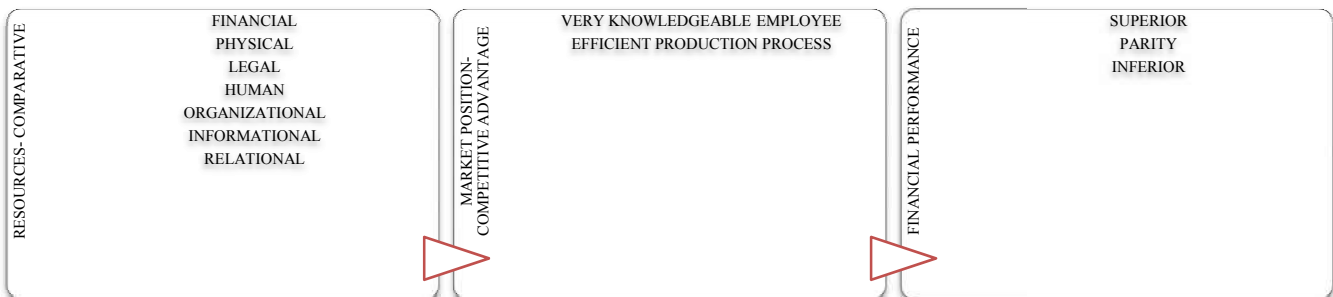 RESOURCES- COMPARATIVE
FINANCIAL
PHYSICAL
LEGAL
HUMAN
ORGANIZATIONAL
INFORMATIONAL
RELATIONAL
MARKET POSITION-
COMPETITIVE ADVANTAGE
VERY KNOWLEDGEABLE EMPLOYEE
EFFICIENT PRODUCTION PROCESS
FINANCIAL PERFORMANCE
SUPERIOR
PARITY
INFERIOR